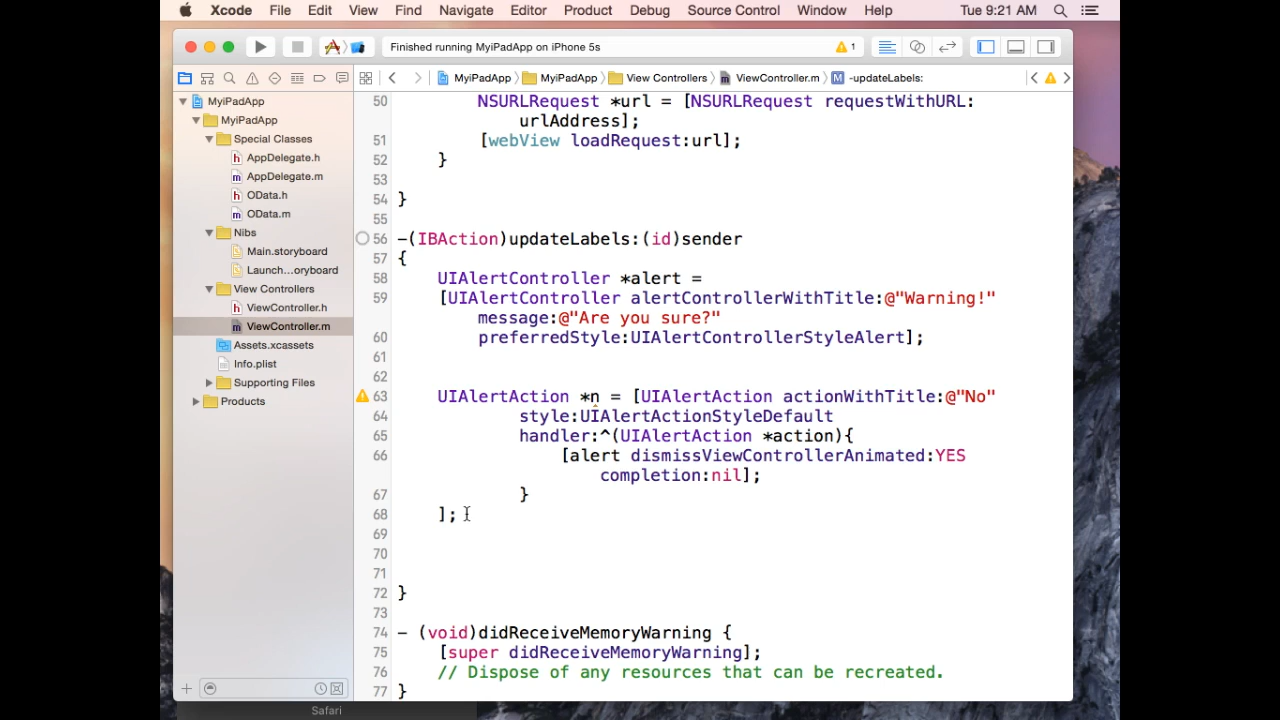 Xcode File Edit View Find Navigate Editor Product Debug Source Control Window Help Tue 9:21 AM
Finished running MyiPadApp on iPhone 5s 1
MyiPadApp MyiPadApp View Controllers ViewController.m M -updateLabels:
MyiPadApp
MyiPadApp
Special Classes
h AppDelegate.h
m AppDelegate.m
h OData.h
m OData.m
Nibs
Main.storyboard
Launch...oryboard
View Controllers
h ViewController.h
m ViewController.m
Assets.xcassets
Info.plist
Supporting Files
Products
50 NSURLRequest *url = [NSURLRequest requestWithURL:
urlAddress];
51 [webView loadRequest:url];
52 }
53
54 }
55
56 -(IBAction)updateLabels:(id)sender
57 {
58 UIAlertController *alert =
59 [UIAlertController alertControllerWithTitle:@"Warning!"
message:@"Are you sure?"
60 preferredStyle:UIAlertControllerStyleAlert];
61
62
63 UIAlertAction *n = [UIAlertAction actionWithTitle:@"No"
64 style:UIAlertActionStyleDefault
65 handler:^(UIAlertAction *action){
66 [alert dismissViewControllerAnimated:YES
completion:nil];
67 }
68 ];
69
70
71
72 }
73
74 - (void)didReceiveMemoryWarning {
75 [super didReceiveMemoryWarning];
76 // Dispose of any resources that can be recreated.
77 }
Safari